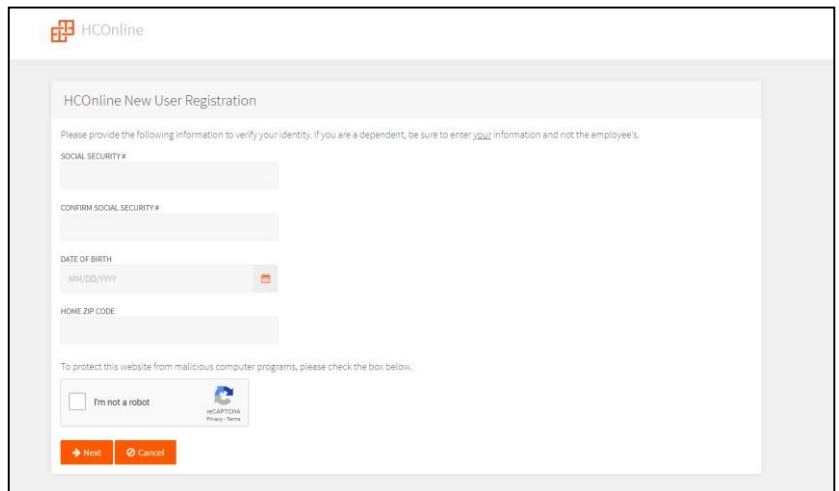 HCOnline
HCOnline New User Registration
Please provide the following information to verify your identity. If you are a dependent, be sure to enter your information and not the employee's.
SOCIAL SECURITY #
CONFIRM SOCIAL SECURITY #
DATE OF BIRTH
MM/DD/YYYY
HOME ZIP CODE
To protect this website from malicious computer programs, please check the box below.
I'm not a robot
reCAPTCHA
Privacy - Terms
Next
Cancel